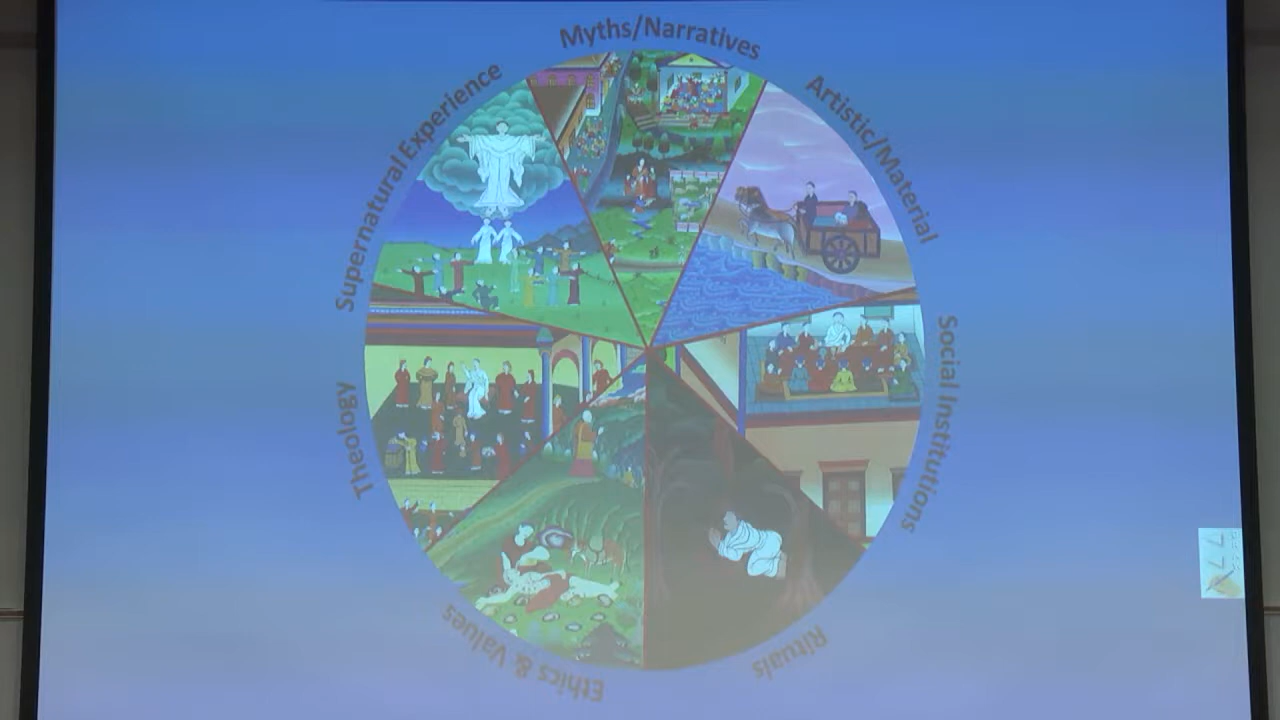 Myths/Narratives
Artistic/Material
Social Institutions
Rituals
Ethics & Values
Theology
Supernatural Experience